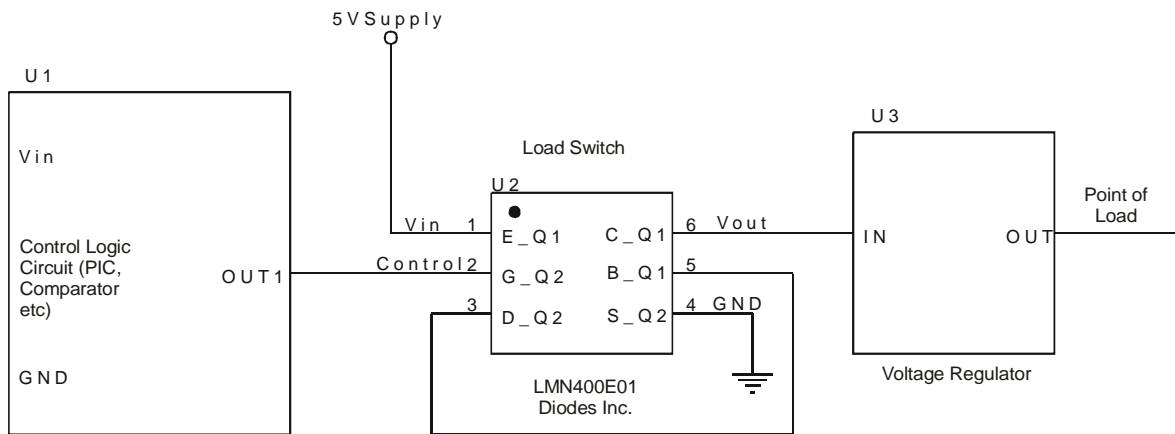 5V Supply
U1
Vin
Control Logic
Circuit (PIC,
Comparator
etc)
OUT1
GND
Load Switch
U2
Vin 1
E_Q1
C_Q1
6 Vout
Control 2
G_Q2
B_Q1
5
3
D_Q2
S_Q2
4 GND
LMN400E01
Diodes Inc.
U3
IN
OUT
Voltage Regulator
Point of
Load